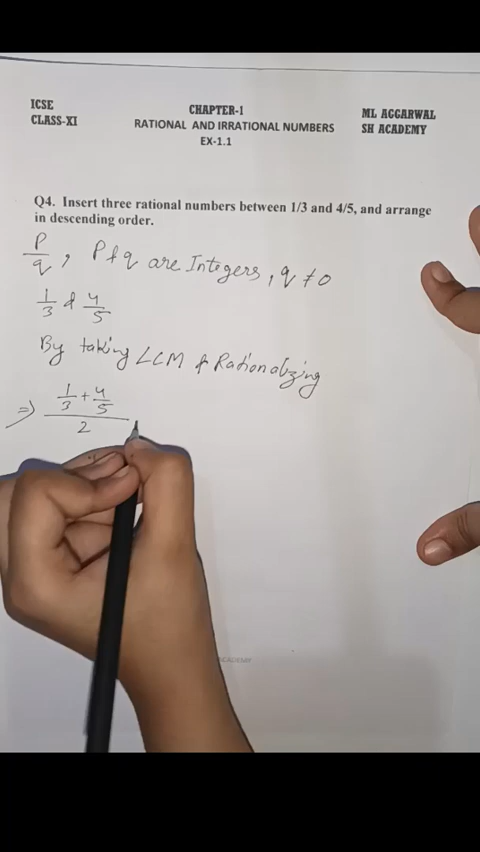 ICSE
CLASS-XI
CHAPTER-1
RATIONAL AND IRRATIONAL NUMBERS
EX-1.1
ML AGGARWAL
SH ACADEMY
Q4. Insert three rational numbers between 1/3 and 4/5, and arrange
in descending order.
P/q, P & q are Integers, q ≠ 0
1/3 & 4/5
By taking LCM & Rationalizing
⇒ (1/3 + 4/5)/2
ACADEMY